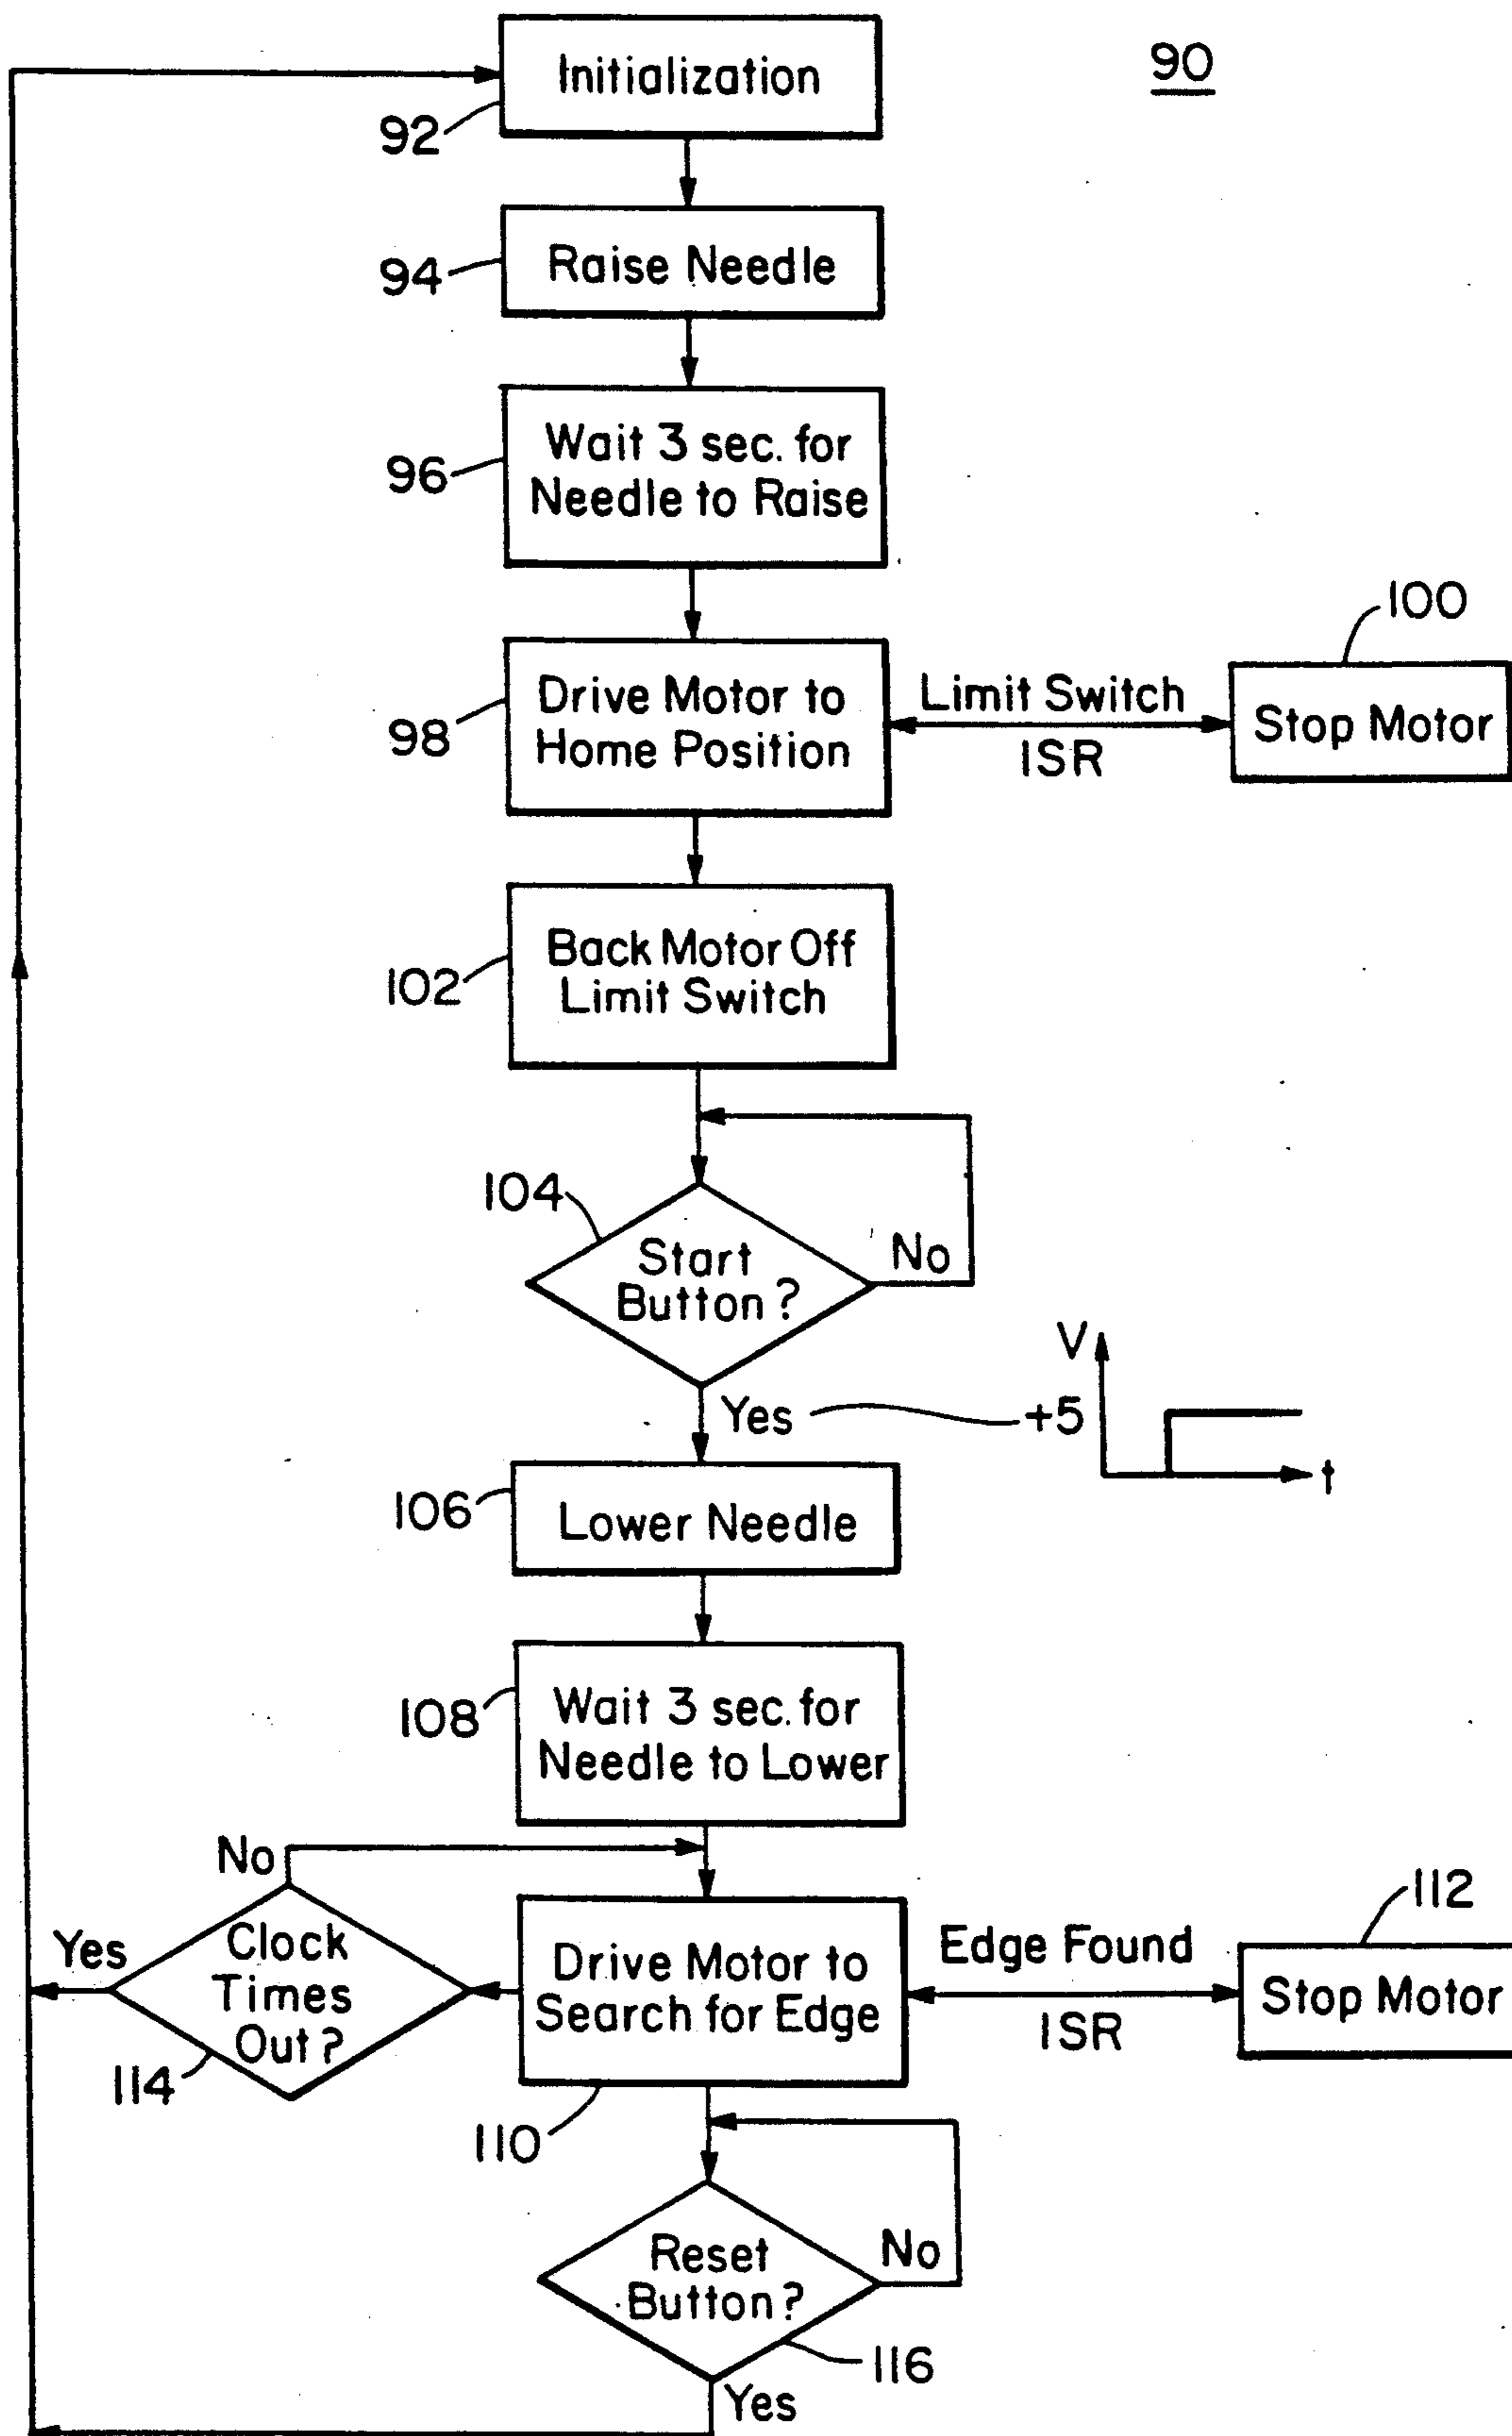 90
Initialization
92
Raise Needle
94
Wait 3 sec. for
Needle to Raise
96
100
Drive Motor to
Home Position
98
Limit Switch
ISR
Stop Motor
Back Motor Off
Limit Switch
102
104
Start
Button?
No
Yes
+5
V
t
106
Lower Needle
108
Wait 3 sec. for
Needle to Lower
No
Yes
Clock
Times
Out?
114
Drive Motor to
Search for Edge
110
Edge Found
ISR
112
Stop Motor
Reset
Button?
No
116
Yes